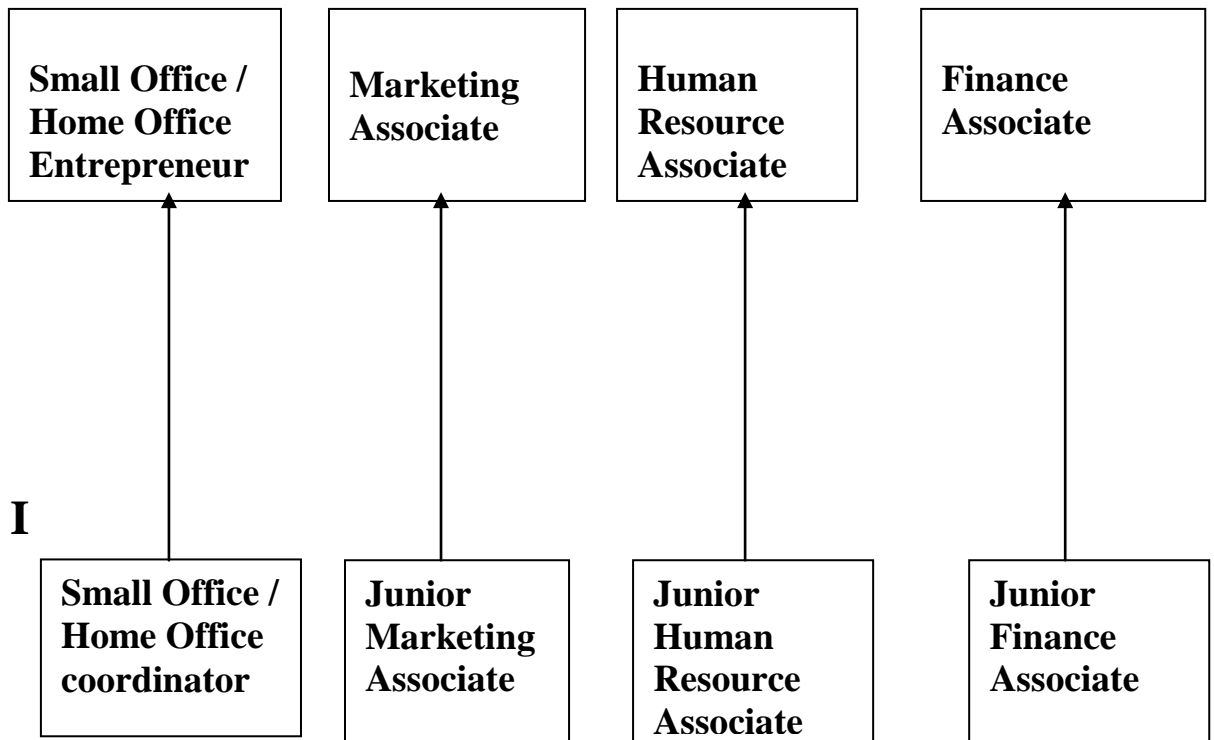 Small Office /
Home Office
Entrepreneur
Marketing
Associate
Human
Resource
Associate
Finance
Associate
I
Small Office /
Home Office
coordinator
Junior
Marketing
Associate
Junior
Human
Resource
Associate
Junior
Finance
Associate